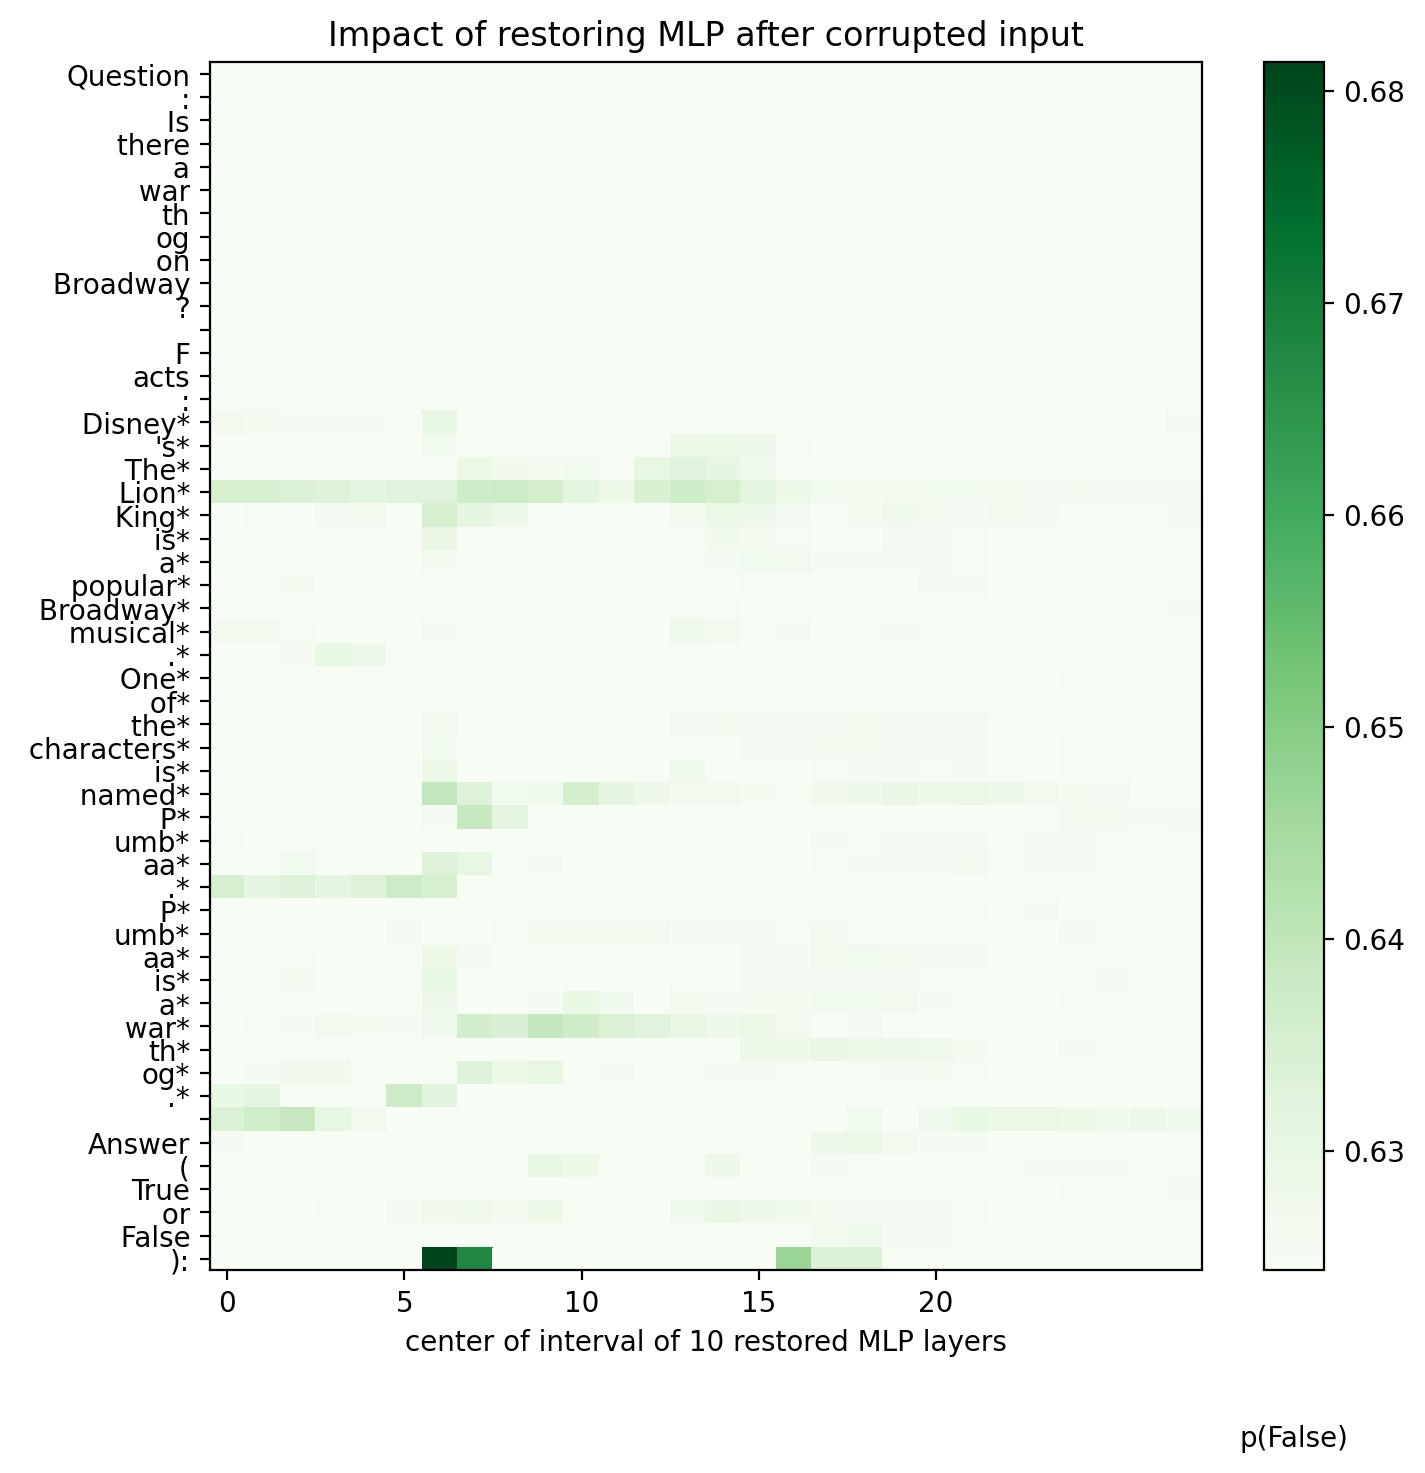 Impact of restoring MLP after corrupted input
Question
:
Is
there
a
war
th
og
on
Broadway
?
F
acts
:
Disney*
's*
The*
Lion*
King*
is*
a*
popular*
Broadway*
musical*
.*
One*
of*
the*
characters*
is*
named*
P*
umb*
aa*
.*
P*
umb*
aa*
is*
a*
war*
th*
og*
.*
Answer
(
True
or
False
):
0 5 10 15 20
center of interval of 10 restored MLP layers
0.68
0.67
0.66
0.65
0.64
0.63
p(False)